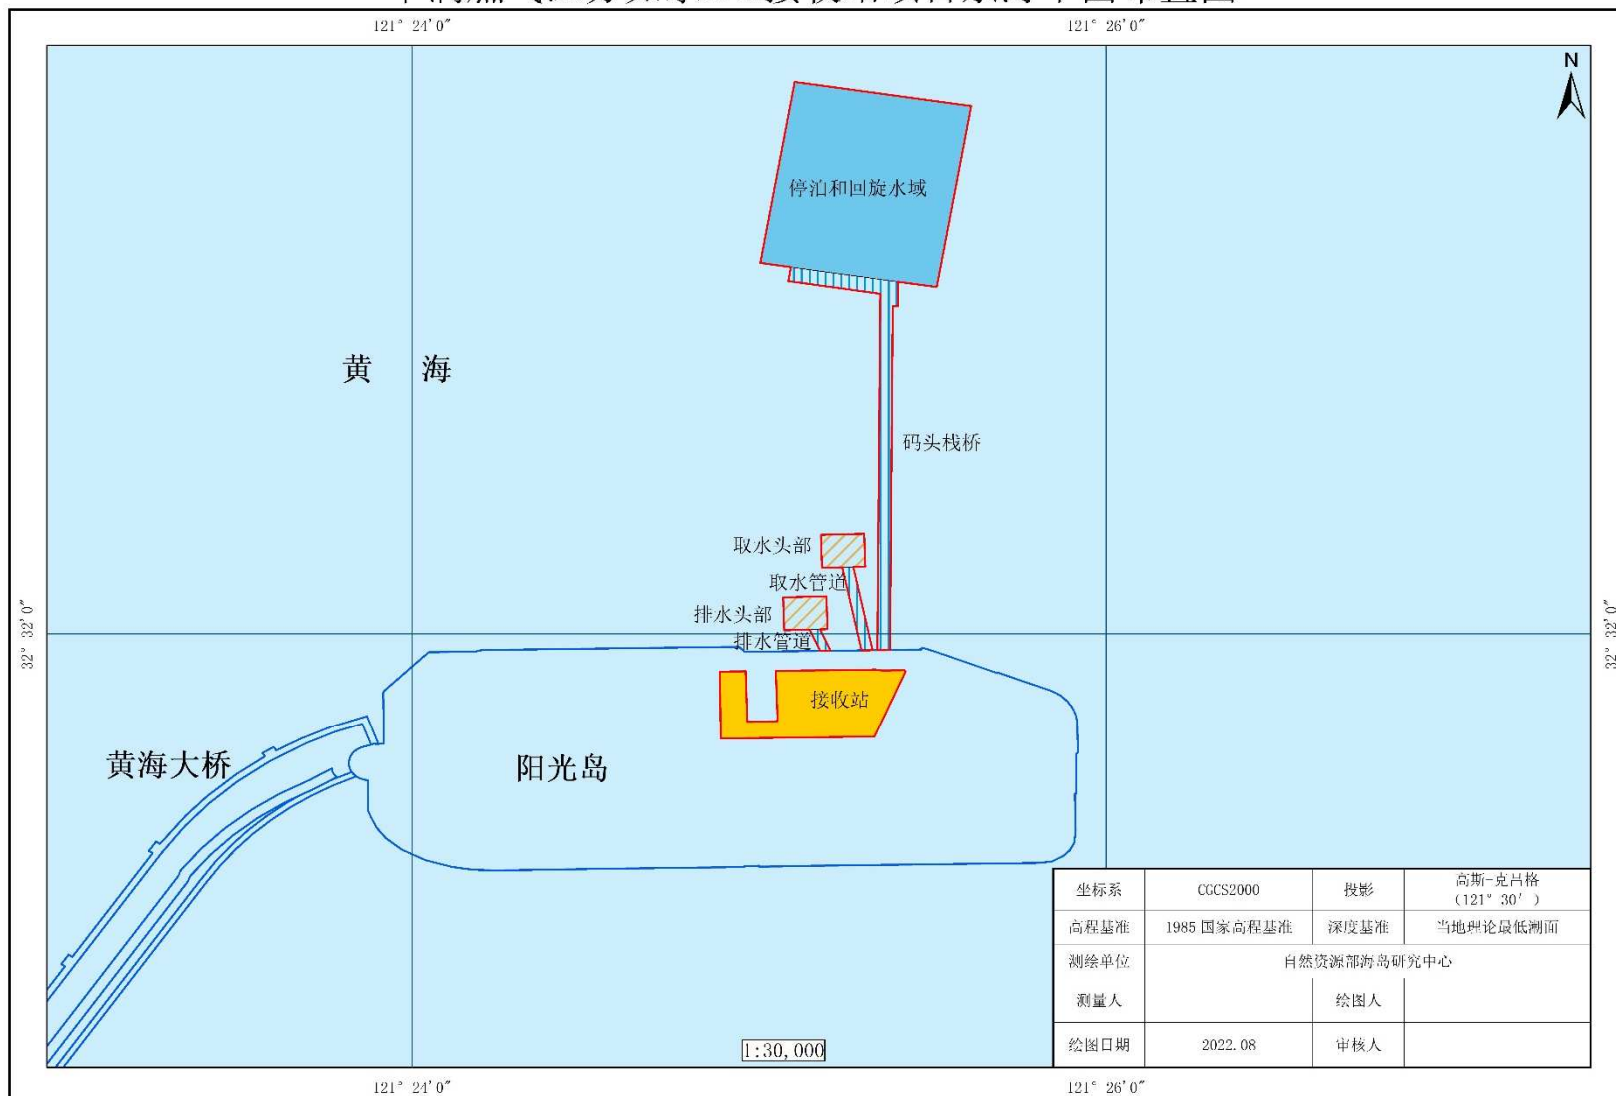 121° 24′0″
121° 26′0″
N
停泊和回旋水域
黄 海
码头栈桥
取水头部
取水管道
排水头部
排水管道
32° 32′0″
32° 32′0″
接收站
黄海大桥
阳光岛
坐标系 CGCS2000 投影 高斯-克吕格
(121° 30′ )
高程基准 1985 国家高程基准 深度基准 当地理论最低潮面
测绘单位 自然资源部海岛研究中心
测量人 绘图人
绘图日期 2022.08 审核人
1:30,000
121° 24′0″
121° 26′0″